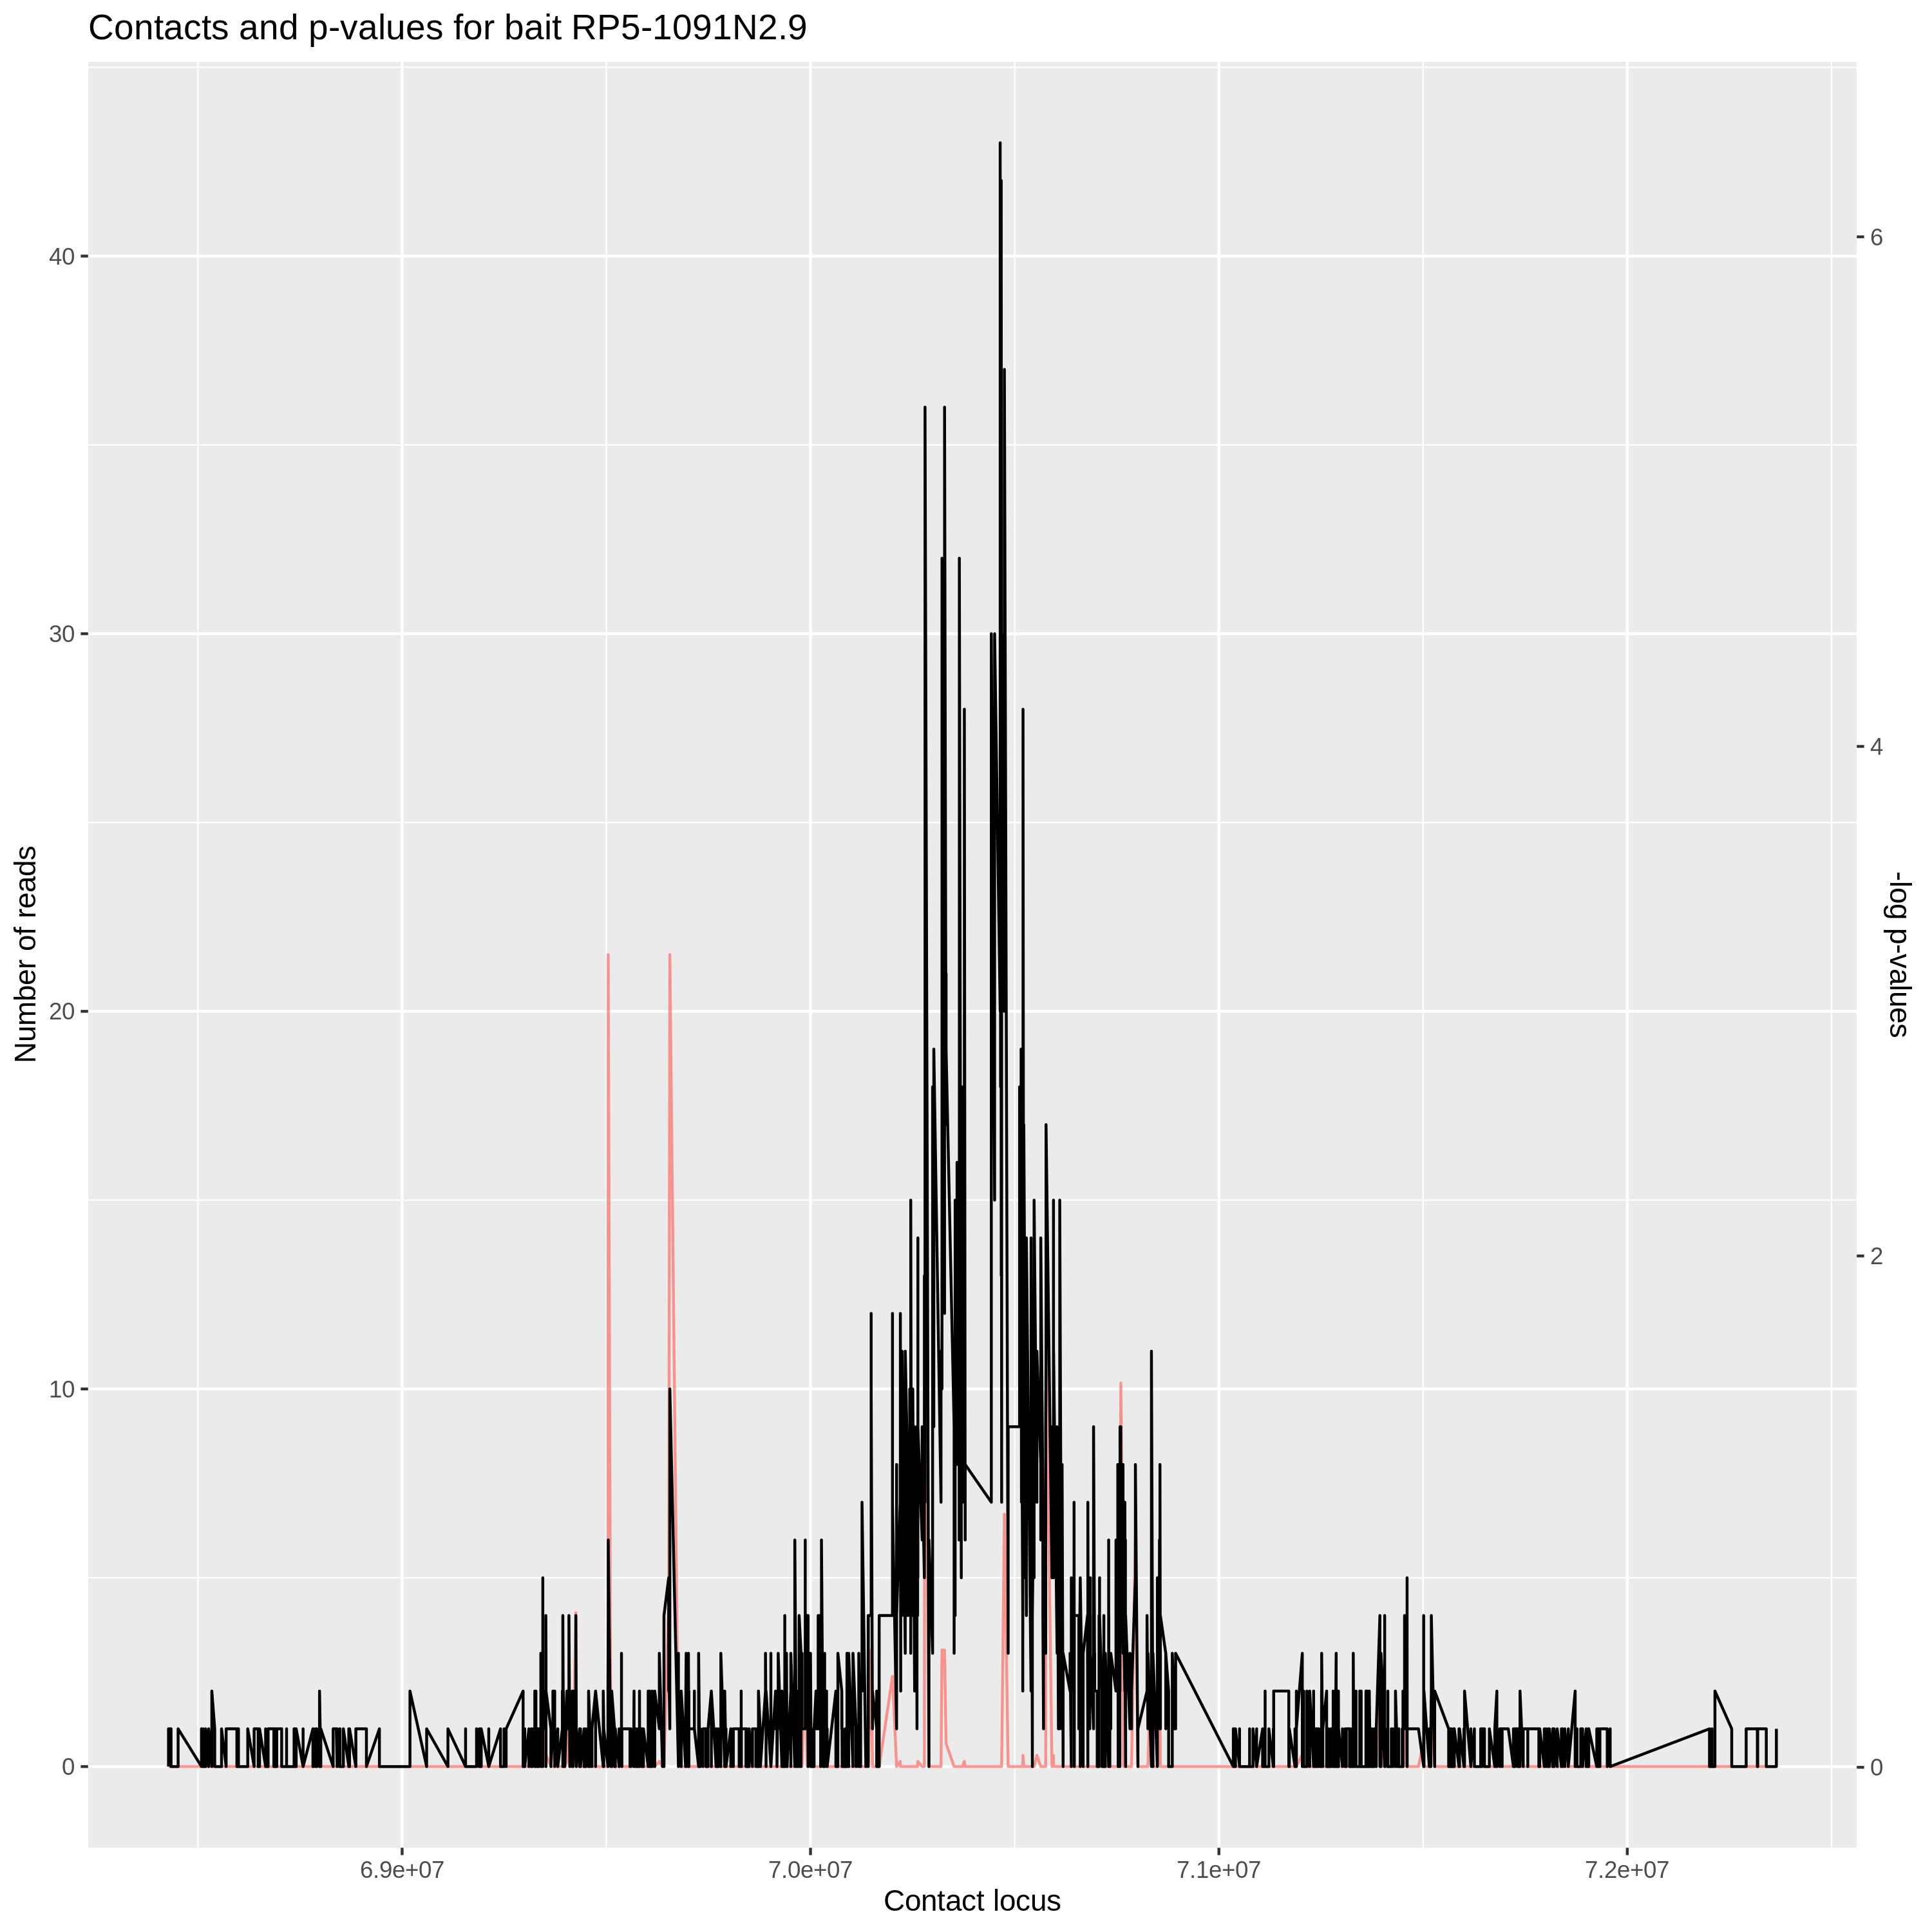 Contacts and p-values for bait RP5-1091N2.9
Number of reads
40
30
20
10
0
6
4
2
0
-log p-values
6.9e+07
7.0e+07
7.1e+07
7.2e+07
Contact locus